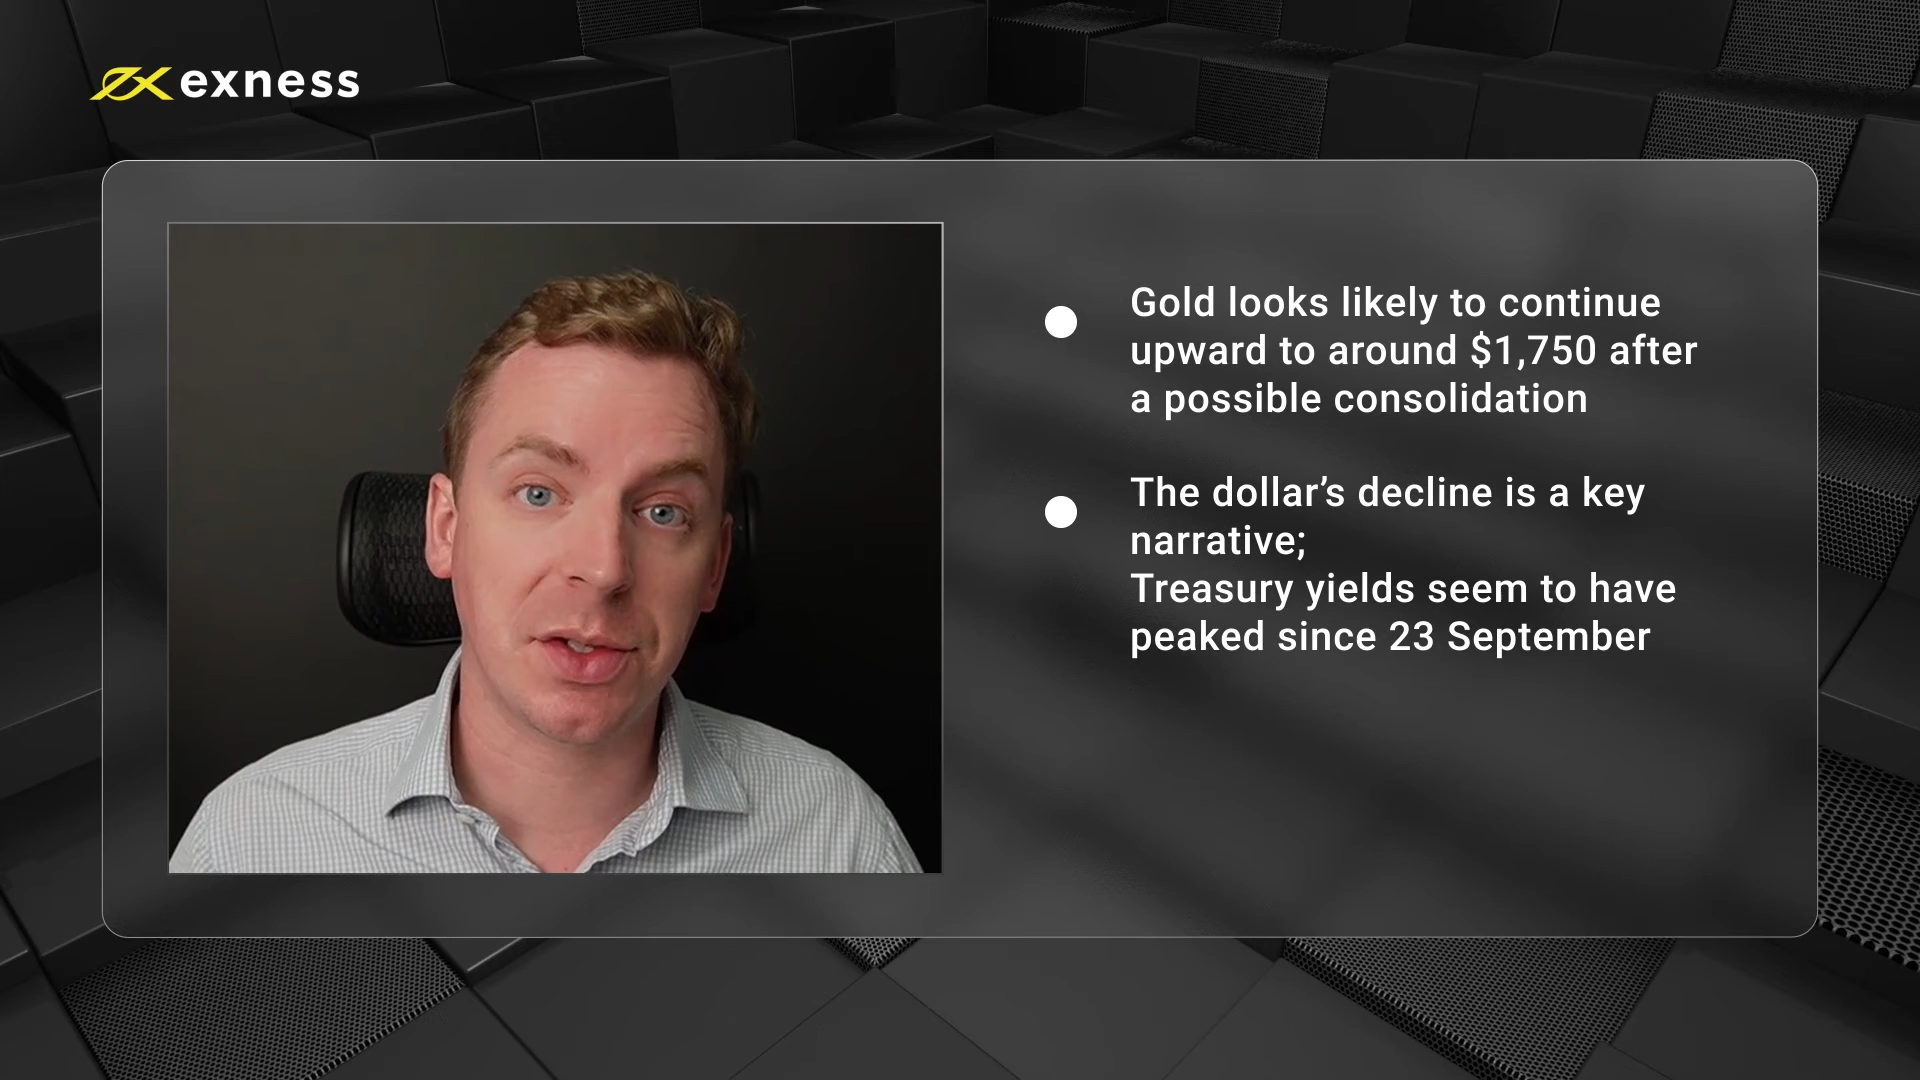 exness
Gold looks likely to continue
upward to around $1,750 after
a possible consolidation
The dollar’s decline is a key
narrative;
Treasury yields seem to have
peaked since 23 September